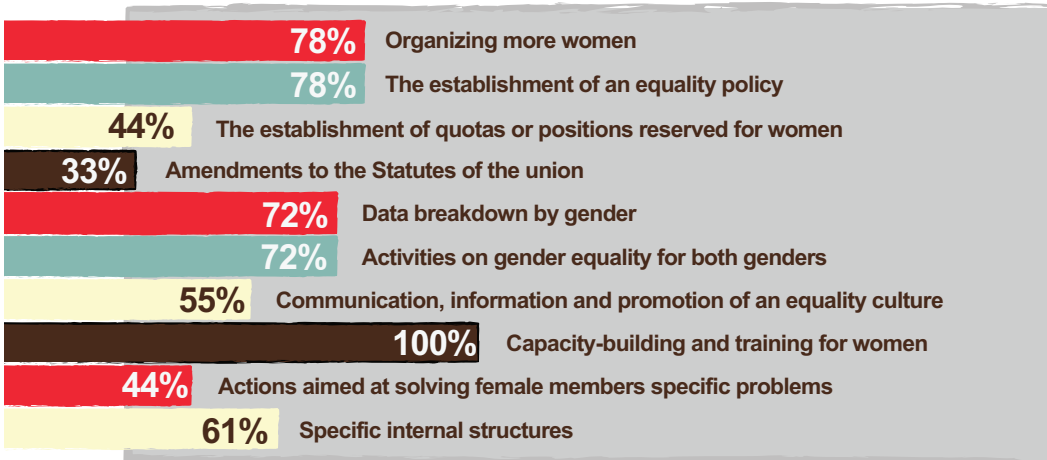 78% Organizing more women
78% The establishment of an equality policy
44% The establishment of quotas or positions reserved for women
33% Amendments to the Statutes of the union
72% Data breakdown by gender
72% Activities on gender equality for both genders
55% Communication, information and promotion of an equality culture
100% Capacity-building and training for women
44% Actions aimed at solving female members specific problems
61% Specific internal structures